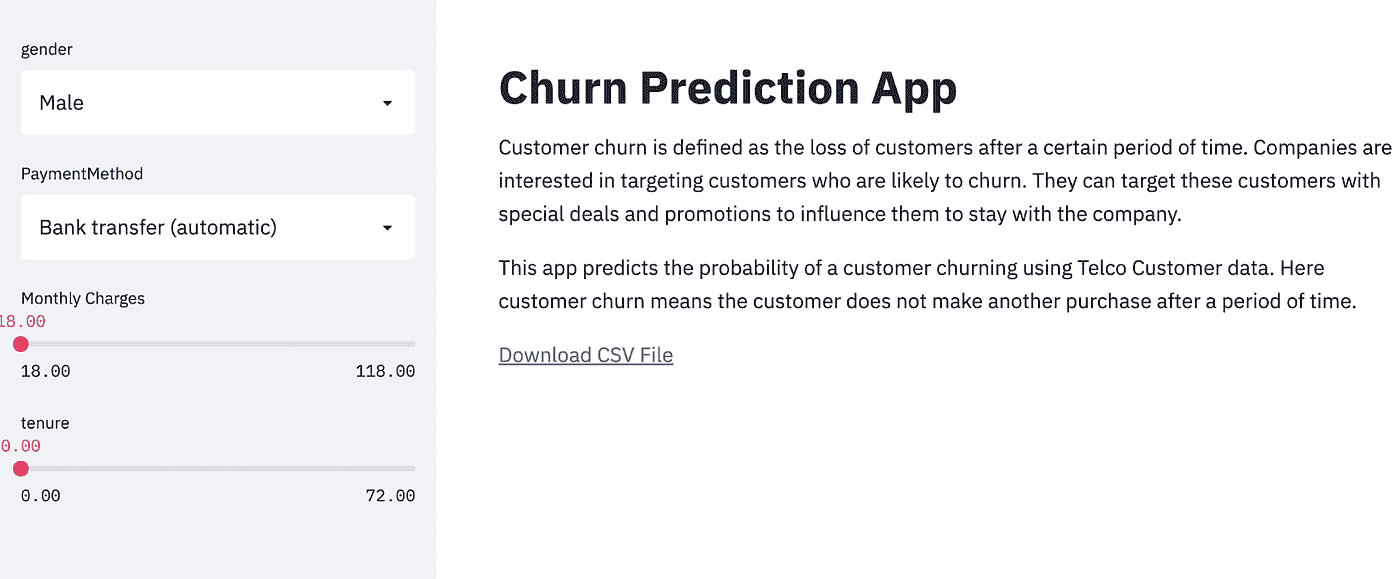 gender
Male
PaymentMethod
Bank transfer (automatic)
Monthly Charges
18.00
18.00 118.00
tenure
0.00
0.00 72.00
Churn Prediction App
Customer churn is defined as the loss of customers after a certain period of time. Companies are
interested in targeting customers who are likely to churn. They can target these customers with
special deals and promotions to influence them to stay with the company.
This app predicts the probability of a customer churning using Telco Customer data. Here
customer churn means the customer does not make another purchase after a period of time.
Download CSV File